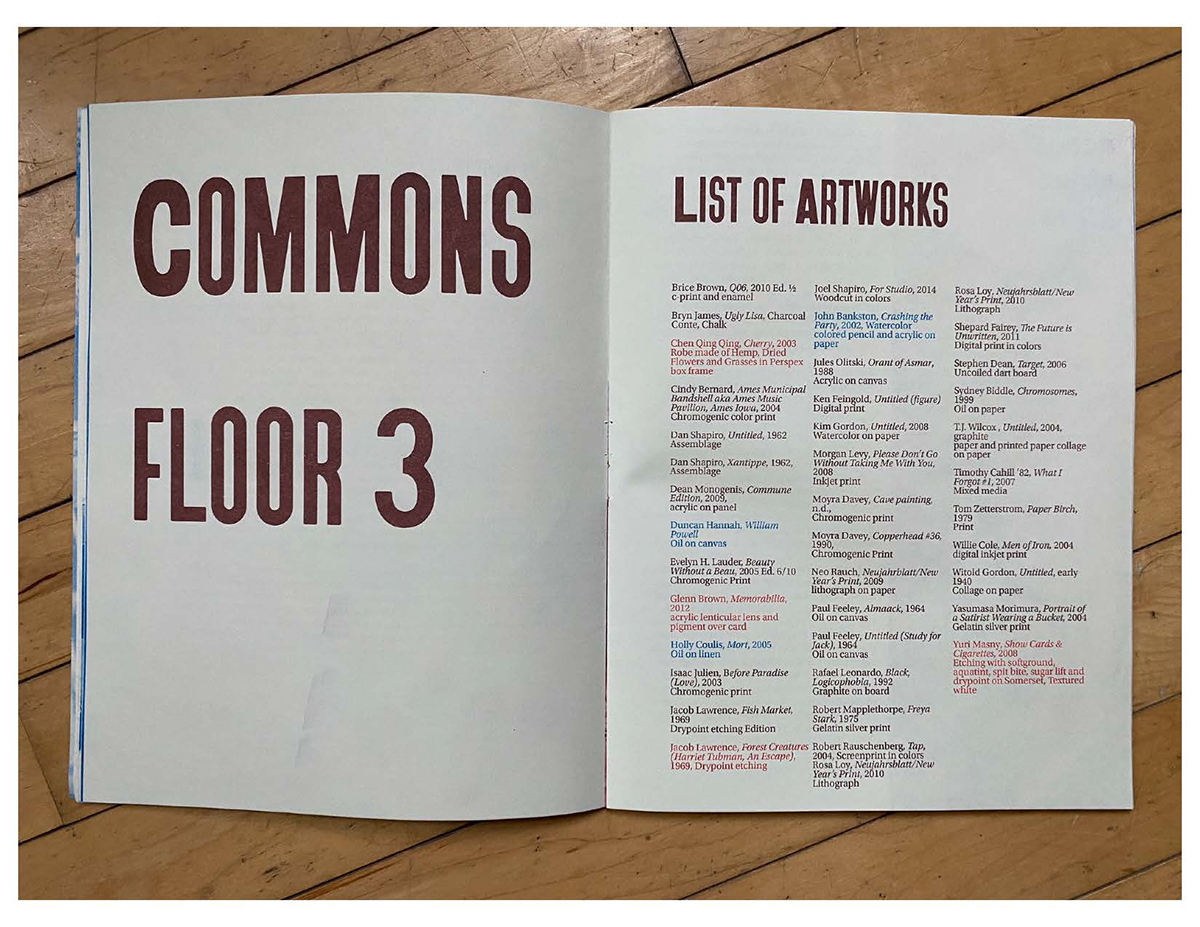 COMMONS
FLOOR 3
LIST OF ARTWORKS
Brice Brown, Q06, 2010 Ed. ½
c-print and enamel
Bryn James, Ugly Lisa, Charcoal
Conte, Chalk
Chen Qing Qing, Cherry, 2003
Robe made of Hemp, Dried
Flowers and Grasses in Perspex
box frame
Cindy Bernard, Ames Municipal
Bandshell aka Ames Music
Pavilion, Ames Iowa, 2004
Chromogenic color print
Dan Shapiro, Untitled, 1962
Assemblage
Dan Shapiro, Xantippe, 1962,
Assemblage
Dean Monogenis, Commune
Edition, 2009,
acrylic on panel
Duncan Hannah, William
Powell
Oil on canvas
Evelyn H. Lauder, Beauty
Without a Beau, 2005 Ed. 6/10
Chromogenic Print
Glenn Brown, Memorabilia,
2012
acrylic lenticular lens and
pigment over card
Holly Coulis, Mort, 2005
Oil on linen
Isaac Julien, Before Paradise
(Love), 2003
Chromogenic print
Jacob Lawrence, Fish Market,
1969
Drypoint etching Edition
Jacob Lawrence, Forest Creatures
(Harriet Tubman, An Escape),
1969, Drypoint etching
Joel Shapiro, For Studio, 2014
Woodcut in colors
John Bankston, Crashing the
Party, 2002, Watercolor
colored pencil and acrylic on
paper
Jules Olitski, Orant of Asmar,
1988
Acrylic on canvas
Ken Feingold, Untitled (figure)
Digital print
Kim Gordon, Untitled, 2008
Watercolor on paper
Morgan Levy, Please Don't Go
Without Taking Me With You,
2008
Inkjet print
Moyra Davey, Cave painting,
n.d.,
Chromogenic print
Moyra Davey, Copperhead #36,
1990,
Chromogenic Print
Neo Rauch, Neujahrblatt/New
Year's Print, 2009
lithograph on paper
Paul Feeley, Almaack, 1964
Oil on canvas
Paul Feeley, Untitled (Study for
Jack), 1964
Oil on canvas
Rafael Leonardo, Black,
Logicophobia, 1992
Graphite on board
Robert Mapplethorpe, Freya
Stark, 1975
Gelatin silver print
Robert Rauschenberg, Tap,
2004, Screenprint in colors
Rosa Loy, Neujahrsblatt/New
Year's Print, 2010
Lithograph
Rosa Loy, Neujahrsblatt/New
Year's Print, 2010
Lithograph
Shepard Fairey, The Future is
Unwritten, 2011
Digital print in colors
Stephen Dean, Target, 2006
Uncoiled dart board
Sydney Biddle, Chromosomes,
1999
Oil on paper
T.J. Wilcox , Untitled, 2004,
graphite
paper and printed paper collage
on paper
Timothy Cahill '82, What I
Forgot #1, 2007
Mixed media
Tom Zetterstrom, Paper Birch,
1979
Print
Willie Cole, Men of Iron, 2004
digital inkjet print
Witold Gordon, Untitled, early
1940
Collage on paper
Yasumasa Morimura, Portrait of
a Satirist Wearing a Bucket, 2004
Gelatin silver print
Yuri Masny, Show Cards &
Cigarettes, 2008
Etching with softground,
aquatint, spit bite, sugar lift and
drypoint on Somerset, Textured
white